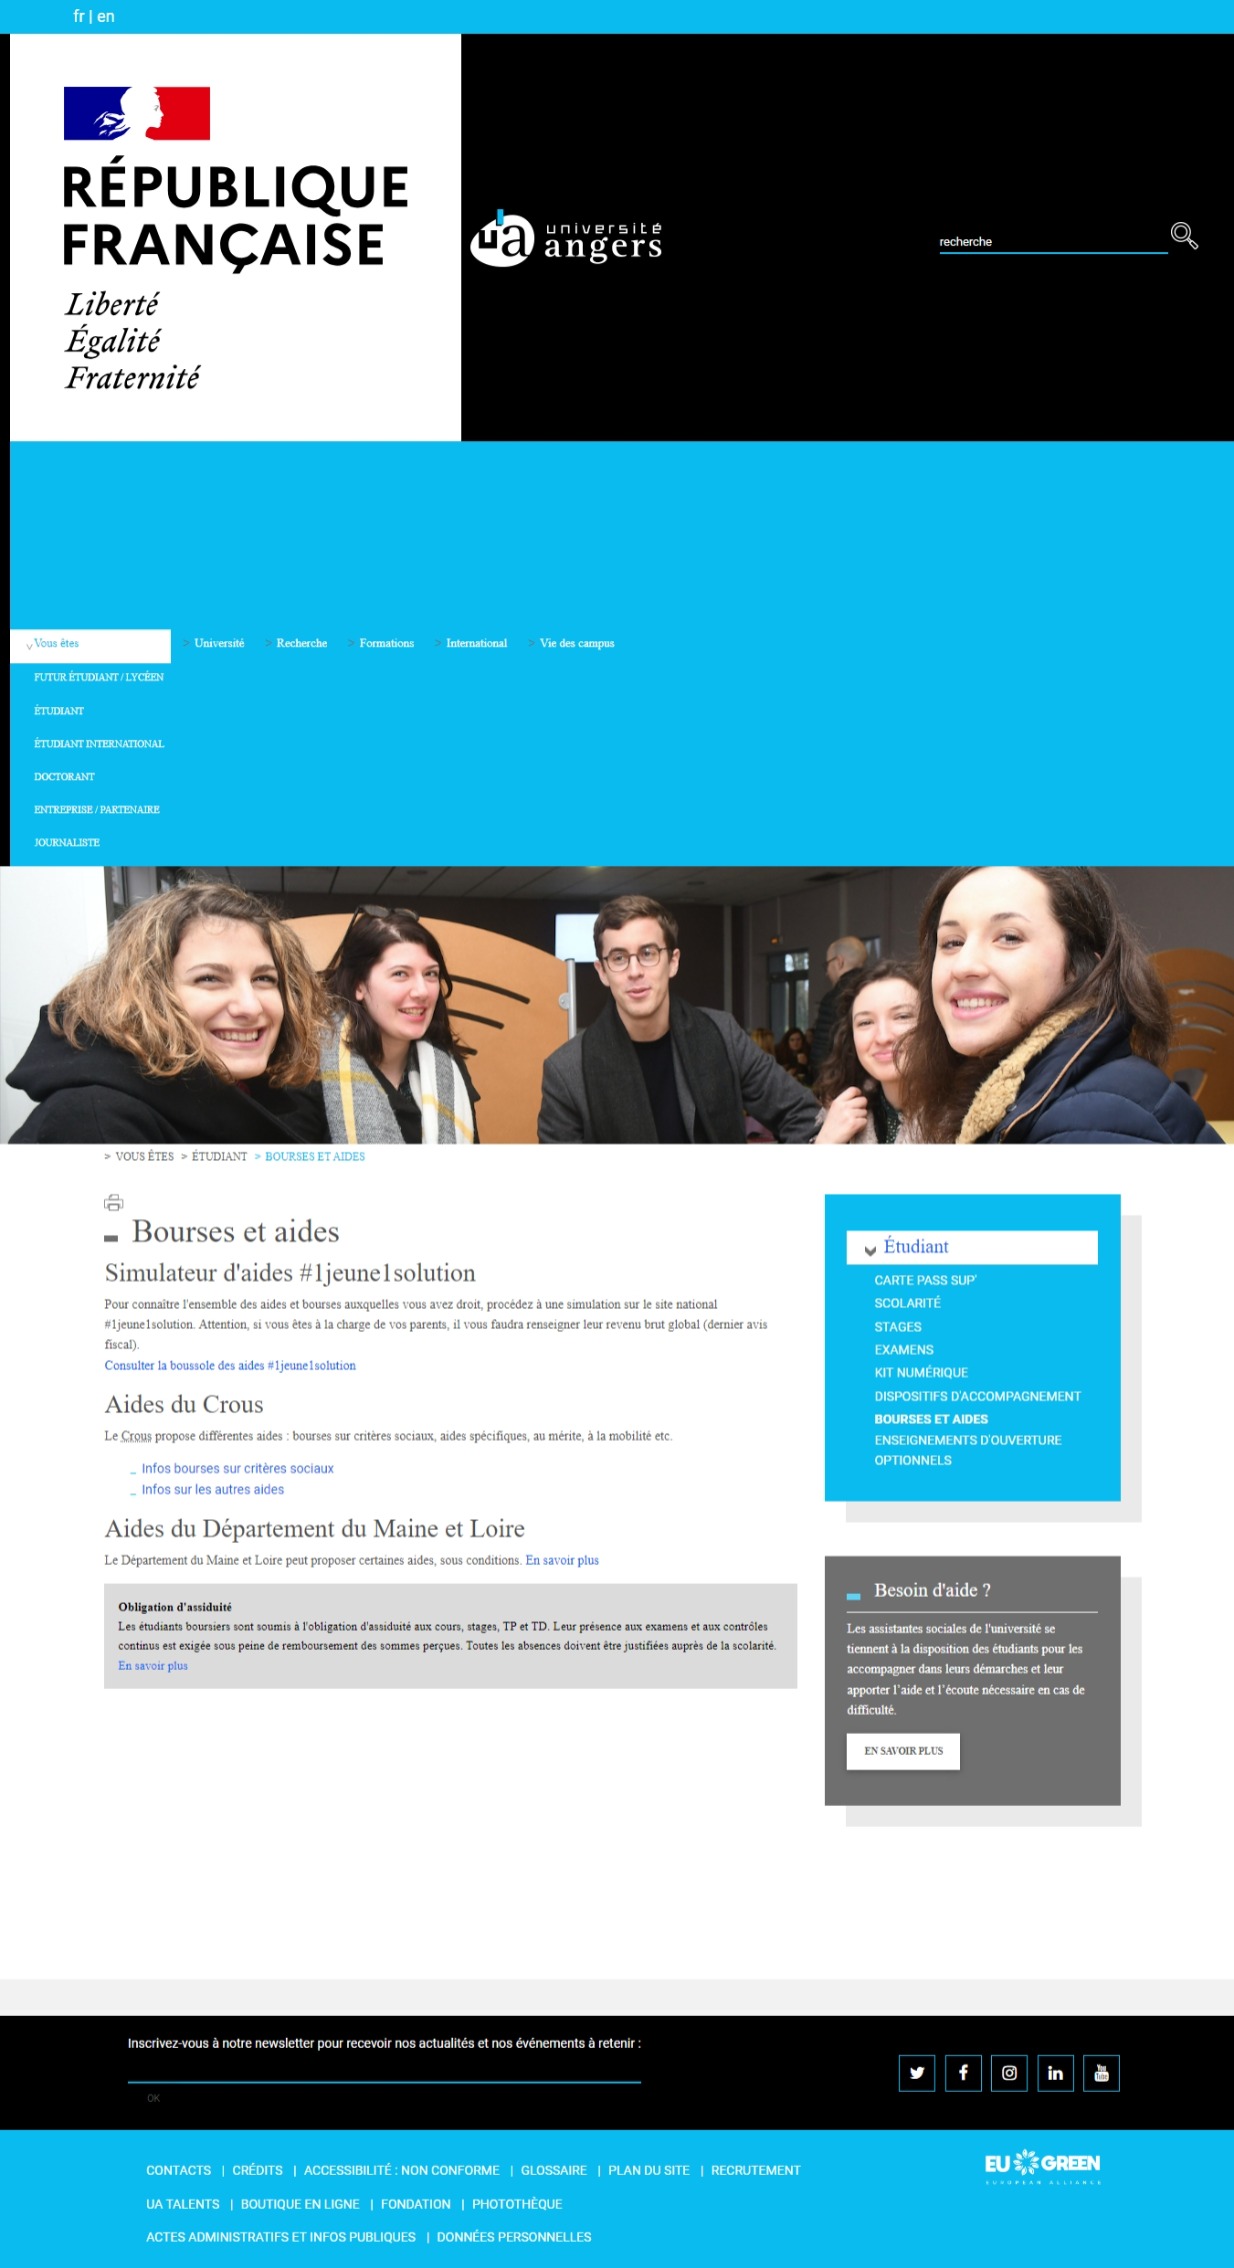 fr | en
RÉPUBLIQUE
FRANÇAISE
Liberté
Égalité
Fraternité
ua université
angers
recherche
Vous êtes > Université > Recherche > Formations > International > Vie des campus
FUTUR ÉTUDIANT / LYCÉEN
ÉTUDIANT
ÉTUDIANT INTERNATIONAL
DOCTORANT
ENTREPRISE / PARTENAIRE
JOURNALISTE
> VOUS ÊTES > ÉTUDIANT > BOURSES ET AIDES
Bourses et aides
Simulateur d'aides #1jeune1solution
Pour connaître l'ensemble des aides et bourses auxquelles vous avez droit, procédez à une simulation sur le site national
#1jeune1solution. Attention, si vous êtes à la charge de vos parents, il vous faudra renseigner leur revenu brut global (dernier avis
fiscal).
Consulter la boussole des aides #1jeune1solution
Aides du Crous
Le Crous propose différentes aides : bourses sur critères sociaux, aides spécifiques, au mérite, à la mobilité etc.
Infos bourses sur critères sociaux
Infos sur les autres aides
Aides du Département du Maine et Loire
Le Département du Maine et Loire peut proposer certaines aides, sous conditions. En savoir plus
Obligation d'assiduité
Les étudiants boursiers sont soumis à l'obligation d'assiduité aux cours, stages, TP et TD. Leur présence aux examens et aux contrôles
continus est exigée sous peine de remboursement des sommes perçues. Toutes les absences doivent être justifiées auprès de la scolarité.
En savoir plus
Étudiant
CARTE PASS SUP'
SCOLARITÉ
STAGES
EXAMENS
KIT NUMÉRIQUE
DISPOSITIFS D'ACCOMPAGNEMENT
BOURSES ET AIDES
ENSEIGNEMENTS D'OUVERTURE
OPTIONNELS
Besoin d'aide ?
Les assistantes sociales de l'université se
tiennent à la disposition des étudiants pour les
accompagner dans leurs démarches et leur
apporter l’aide et l’écoute nécessaire en cas de
difficulté.
EN SAVOIR PLUS
Inscrivez-vous à notre newsletter pour recevoir nos actualités et nos événements à retenir :
OK
You Tube
CONTACTS | CRÉDITS | ACCESSIBILITÉ : NON CONFORME | GLOSSAIRE | PLAN DU SITE | RECRUTEMENT
UA TALENTS | BOUTIQUE EN LIGNE | FONDATION | PHOTOTHÈQUE
ACTES ADMINISTRATIFS ET INFOS PUBLIQUES | DONNÉES PERSONNELLES
EU GREEN
EUROPEAN ALLIANCE